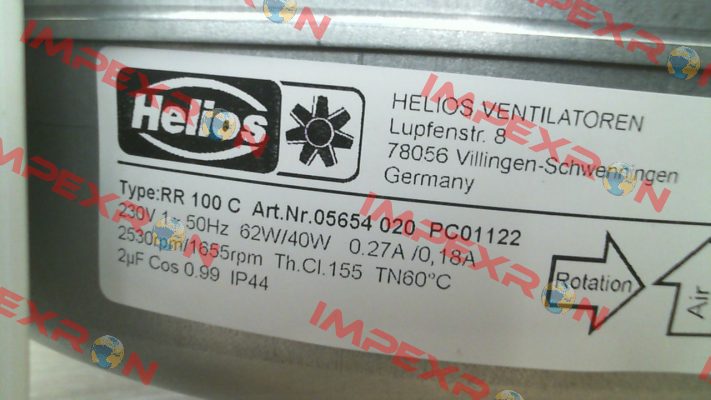 Helios
HELIOS VENTILATOREN
Lupfenstr. 8
78056 Villingen-Schwenningen
Germany
Type:RR 100 C Art.Nr.05654 020 PC01122
230V 1~ 50Hz 62W/40W 0.27A /0,18A
2530rpm/1655rpm Th.Cl.155 TN60°C
2µF Cos 0.99 IP44
Rotation
Air
IMPEXRON
IMPEXRON
IMPEXRON
IMPEXRON
IMPEXRON
IMPEXRON
IMPEXRON
IMPEXRON